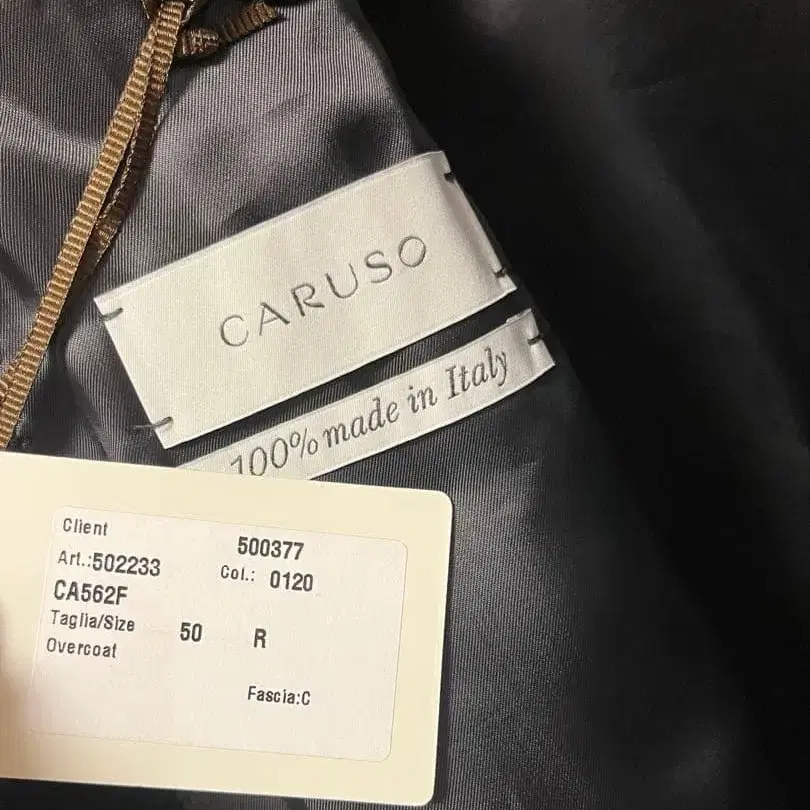 CARUSO
100% made in Italy
Client 500377
Art.:502233 Col.: 0120
CA562F
Taglia/Size 50 R
Overcoat
Fascia:C